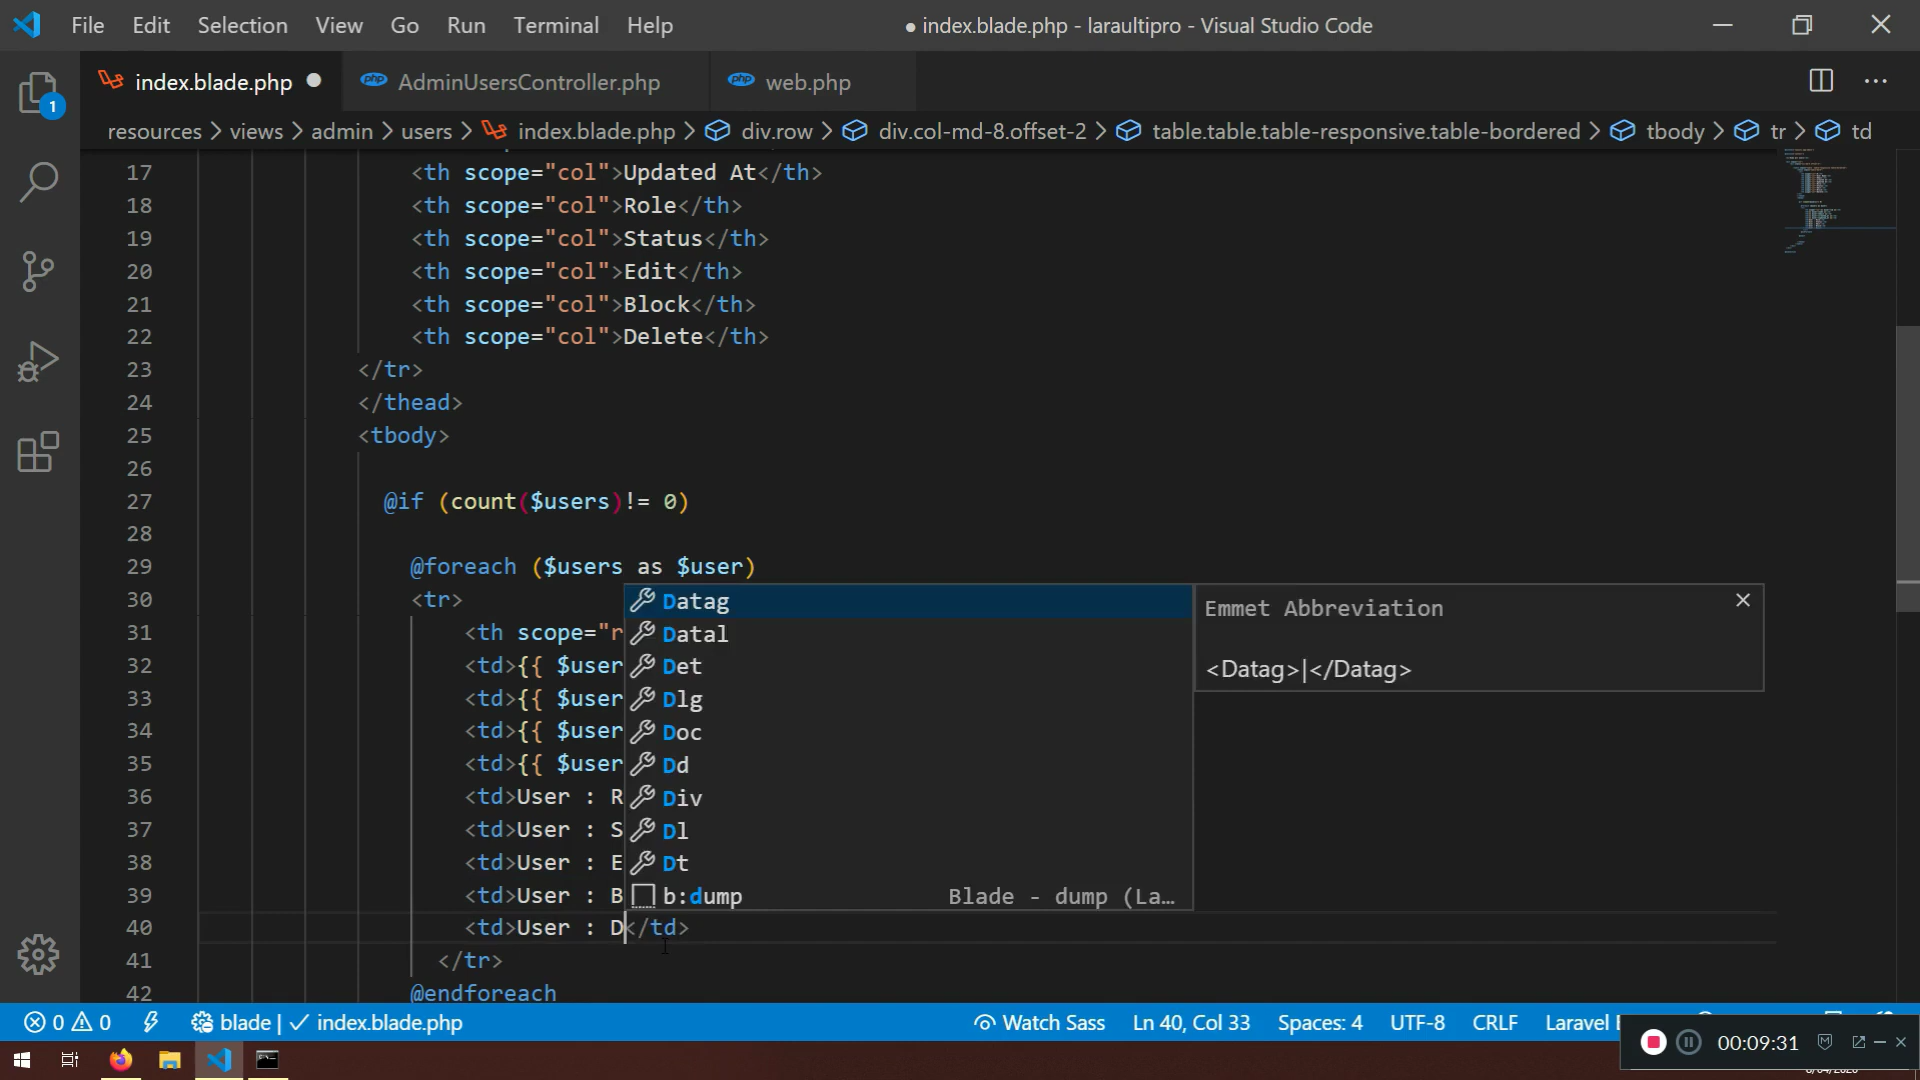 File Edit Selection View Go Run Terminal Help
● index.blade.php - laraultipro - Visual Studio Code
index.blade.php
AdminUsersController.php
web.php
resources > views > admin > users > index.blade.php > div.row > div.col-md-8.offset-2 > table.table.table-responsive.table-bordered > tbody > tr > td
1
17 <th scope="col">Updated At</th>
18 <th scope="col">Role</th>
19 <th scope="col">Status</th>
20 <th scope="col">Edit</th>
21 <th scope="col">Block</th>
22 <th scope="col">Delete</th>
23 </tr>
24 </thead>
25 <tbody>
26
27 @if (count($users)!= 0)
28
29 @foreach ($users as $user)
30 <tr>
31 <th scope="r
32 <td>{{ $user
33 <td>{{ $user
34 <td>{{ $user
35 <td>{{ $user
36 <td>User : R
37 <td>User : S
38 <td>User : E
39 <td>User : B
40 <td>User : D</td>
41 </tr>
42 @endforeach
Datag
Datal
Det
Dlg
Doc
Dd
Div
Dl
Dt
b:dump Blade - dump (La...
Emmet Abbreviation
<Datag>|</Datag>
0 0 blade | index.blade.php Watch Sass Ln 40, Col 33 Spaces: 4 UTF-8 CRLF Laravel
00:09:31